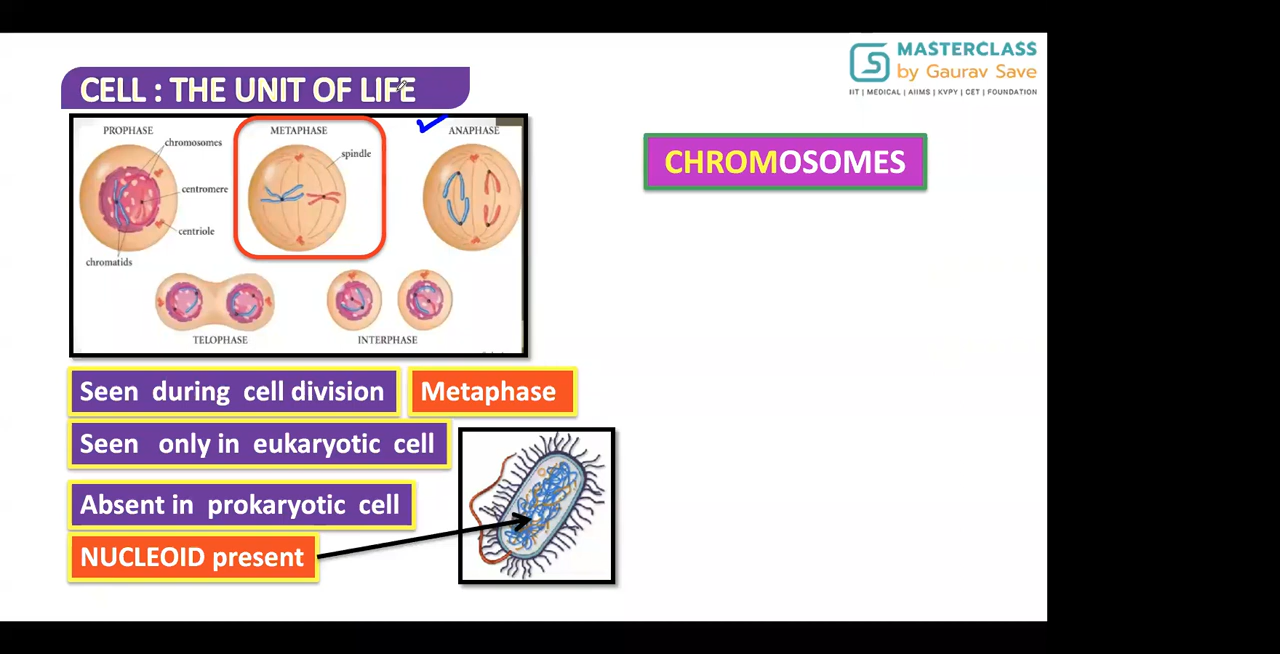 MASTERCLASS
by Gaurav Save
IIT | MEDICAL | AIIMS | KVPY | CET | FOUNDATION
CELL : THE UNIT OF LIFE
PROPHASE
METAPHASE
ANAPHASE
chromosomes
spindle
centromere
centriole
chromatids
TELOPHASE
INTERPHASE
CHROMOSOMES
Seen during cell division
Metaphase
Seen only in eukaryotic cell
Absent in prokaryotic cell
NUCLEOID present